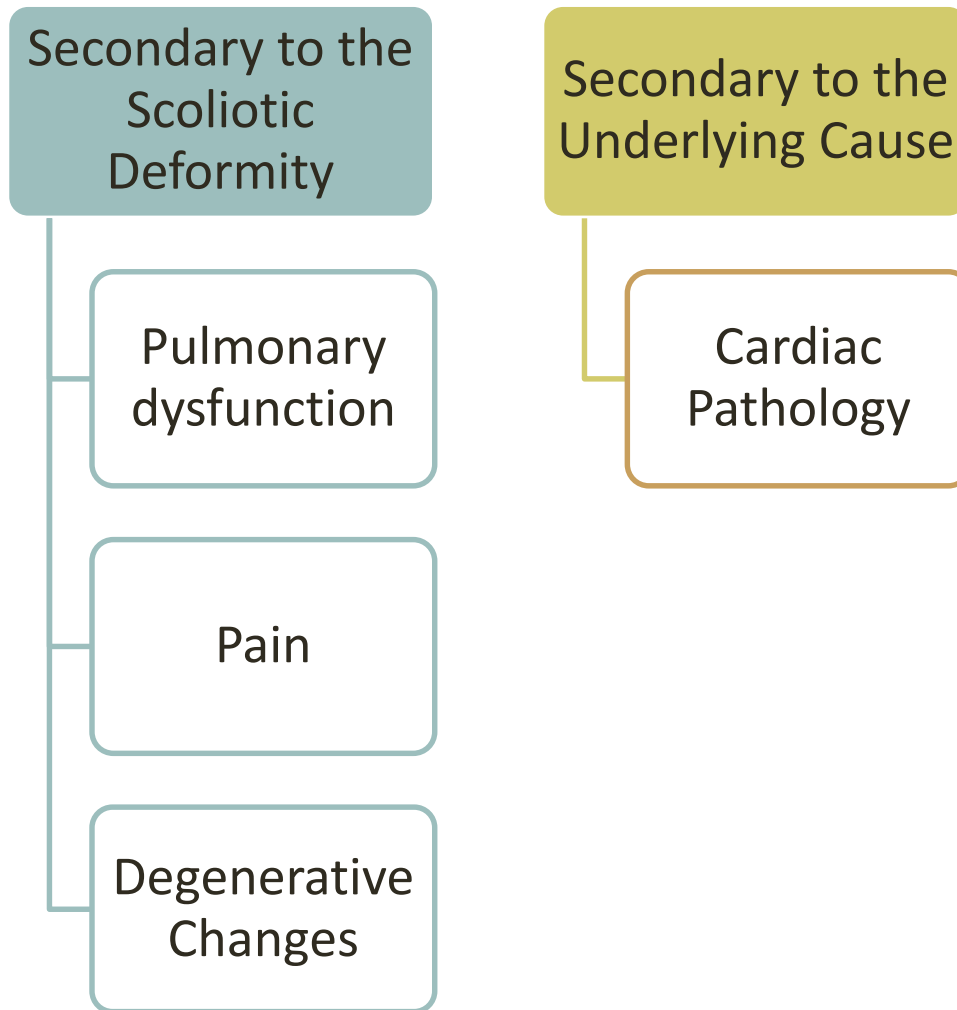 Secondary to the
Scoliotic
Deformity
Pulmonary
dysfunction
Pain
Degenerative
Changes
Secondary to the
Underlying Cause
Cardiac
Pathology